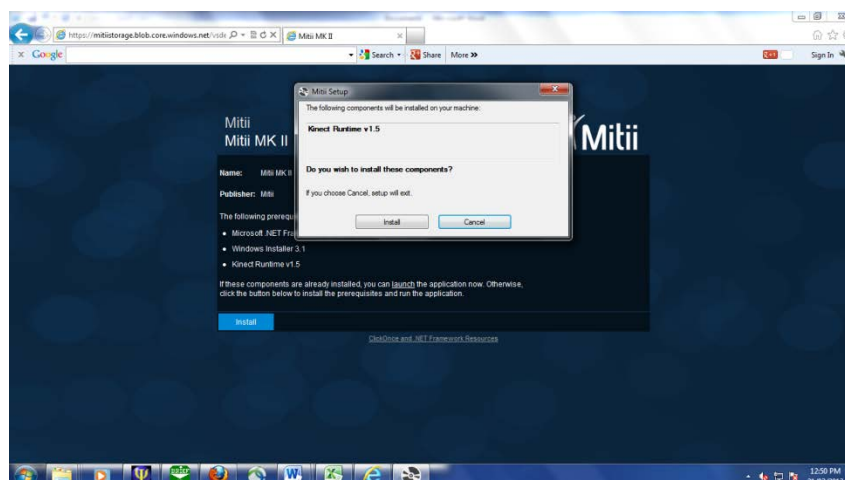 https://mitiistorage.blob.core.windows.net/vsde
Mitii MK II
Google
Search
Share
More »
Sign In
Mitii Setup
The following components will be installed on your machine:
Kinect Runtime v1.5
Do you wish to install these components?
If you choose Cancel, setup will exit.
Install
Cancel
Mitii
Mitii MK II
Mitii
Name: Mitii MK II
Publisher: Mitii
The following prerequ
Microsoft .NET Fra
Windows Installer 3.1
Kinect Runtime v1.5
If these components are already installed, you can launch the application now. Otherwise,
click the button below to install the prerequisites and run the application.
Install
ClickOnce and .NET Framework Resources
12:50 PM